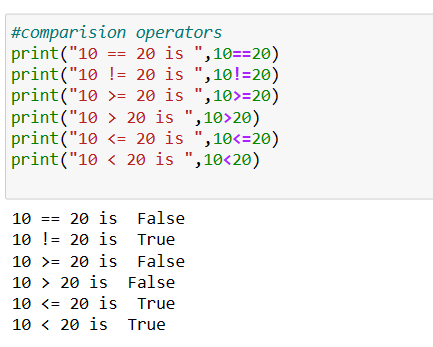 #comparision operators
print("10 == 20 is ",10==20)
print("10 != 20 is ",10!=20)
print("10 >= 20 is ",10>=20)
print("10 > 20 is ",10>20)
print("10 <= 20 is ",10<=20)
print("10 < 20 is ",10<20)
10 == 20 is  False
10 != 20 is  True
10 >= 20 is  False
10 > 20 is  False
10 <= 20 is  True
10 < 20 is  True